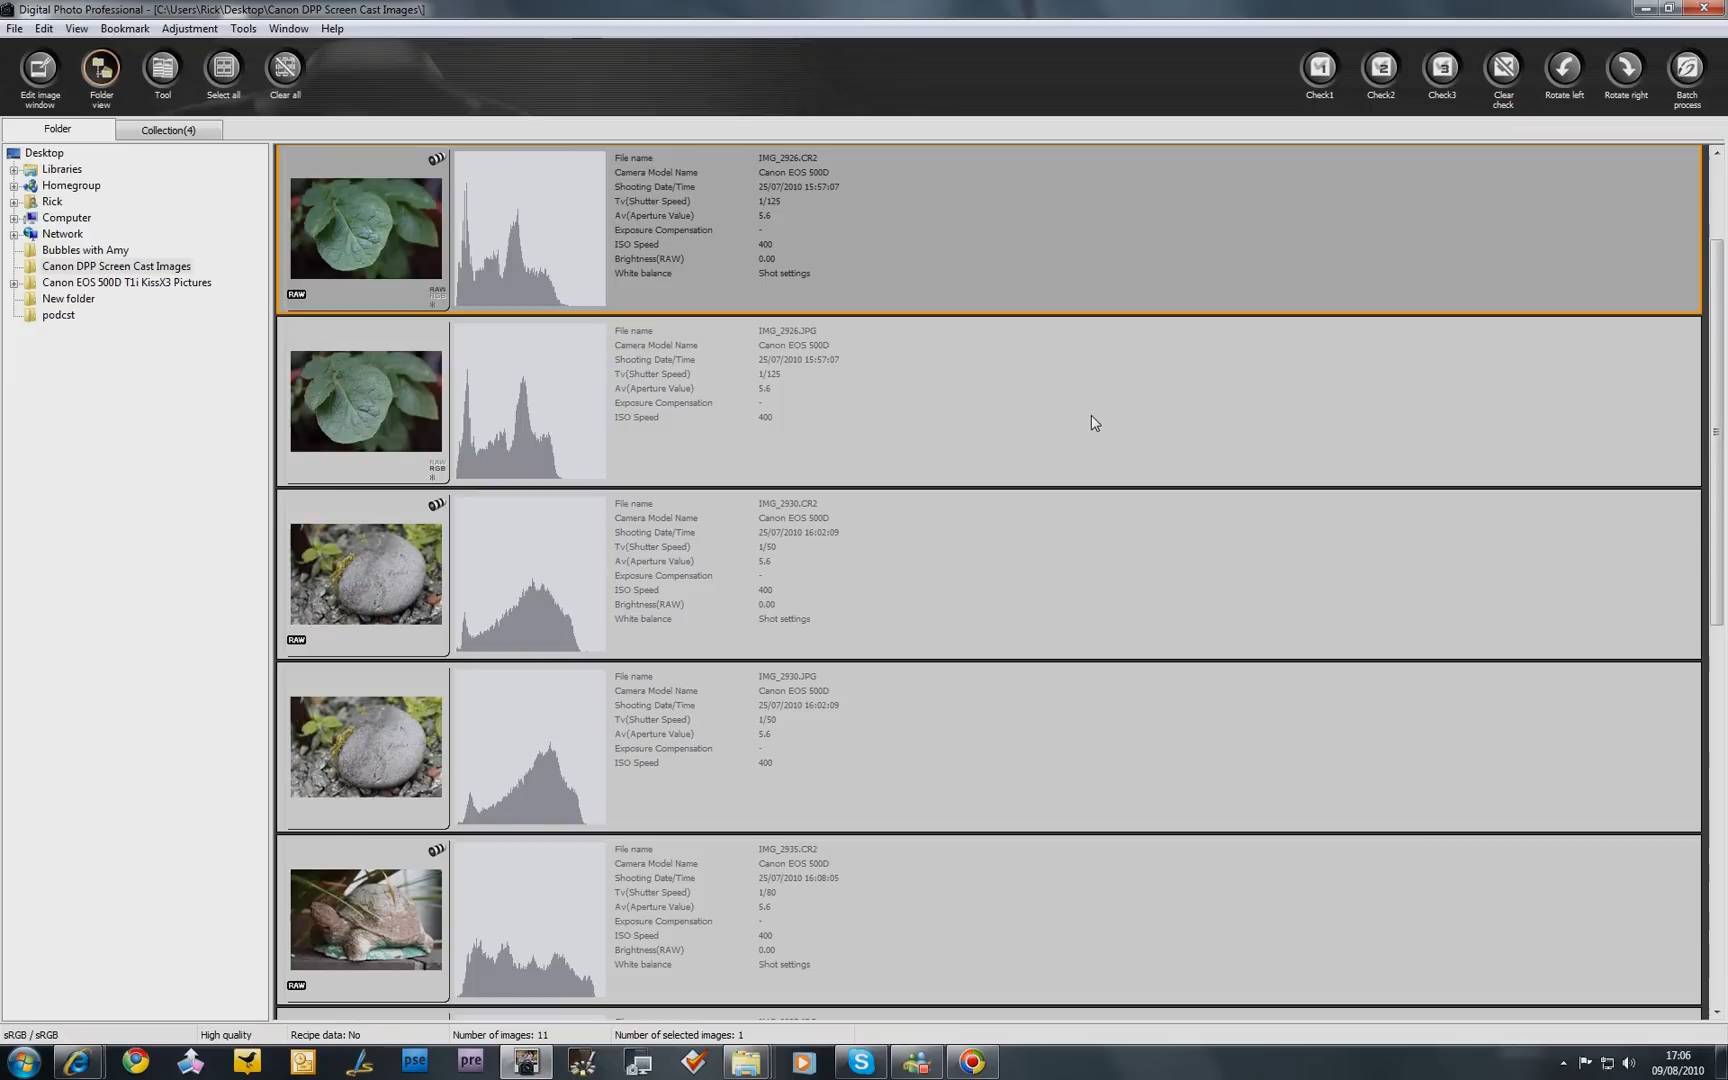 Digital Photo Professional - [C:\Users\Rick\Desktop\Canon DPP Screen Cast Images\]
File Edit View Bookmark Adjustment Tools Window Help
Edit image window
Folder view
Tool
Select all
Clear all
1 Check1
2 Check2
3 Check3
Clear check
Rotate left
Rotate right
Batch process
Folder
Collection(4)
Desktop
Libraries
Homegroup
Rick
Computer
Network
Bubbles with Amy
Canon DPP Screen Cast Images
Canon EOS 500D T1i KissX3 Pictures
New folder
podcst
File name IMG_2926.CR2
Camera Model Name Canon EOS 500D
Shooting Date/Time 25/07/2010 15:57:07
Tv(Shutter Speed) 1/125
Av(Aperture Value) 5.6
Exposure Compensation -
ISO Speed 400
Brightness(RAW) 0.00
White balance Shot settings
RAW
RAW
RGB
File name IMG_2926.JPG
Camera Model Name Canon EOS 500D
Shooting Date/Time 25/07/2010 15:57:07
Tv(Shutter Speed) 1/125
Av(Aperture Value) 5.6
Exposure Compensation -
ISO Speed 400
RAW
RGB
File name IMG_2930.CR2
Camera Model Name Canon EOS 500D
Shooting Date/Time 25/07/2010 16:02:09
Tv(Shutter Speed) 1/50
Av(Aperture Value) 5.6
Exposure Compensation -
ISO Speed 400
Brightness(RAW) 0.00
White balance Shot settings
RAW
File name IMG_2930.JPG
Camera Model Name Canon EOS 500D
Shooting Date/Time 25/07/2010 16:02:09
Tv(Shutter Speed) 1/50
Av(Aperture Value) 5.6
Exposure Compensation -
ISO Speed 400
File name IMG_2935.CR2
Camera Model Name Canon EOS 500D
Shooting Date/Time 25/07/2010 16:08:05
Tv(Shutter Speed) 1/80
Av(Aperture Value) 5.6
Exposure Compensation -
ISO Speed 400
Brightness(RAW) 0.00
White balance Shot settings
RAW
sRGB / sRGB High quality Recipe data: No Number of images: 11 Number of selected images: 1
pse
pre
17:06
09/08/2010